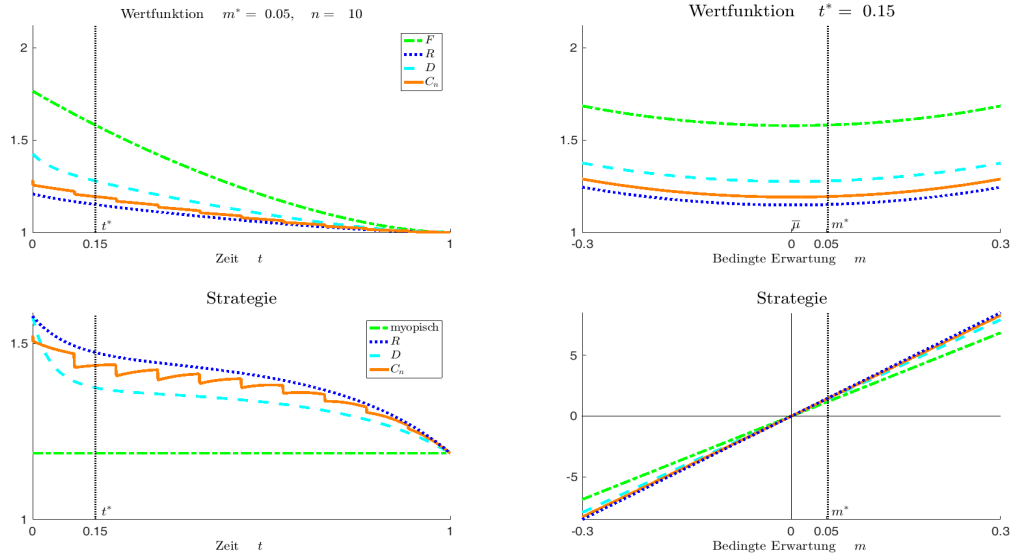 Wertfunktion m* = 0.05, n = 10
2
1.5
1
F
R
D
C_n
t*
0 0.15 1
Zeit t
Wertfunktion t* = 0.15
2
1.5
1
μ̅ m*
-0.3 0 0.05 0.3
Bedingte Erwartung m
Strategie
1.5
1
myopisch
R
D
C_n
t*
0 0.15 1
Zeit t
Strategie
5
0
-5
m*
-0.3 0 0.05 0.3
Bedingte Erwartung m